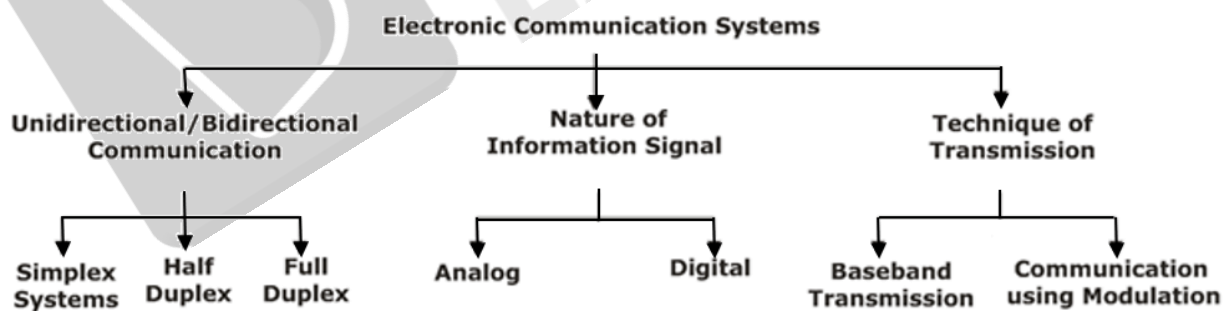 Electronic Communication Systems
Unidirectional/Bidirectional
Communication
Nature of
Information Signal
Technique of
Transmission
Simplex
Systems
Half
Duplex
Full
Duplex
Analog
Digital
Baseband
Transmission
Communication
using Modulation